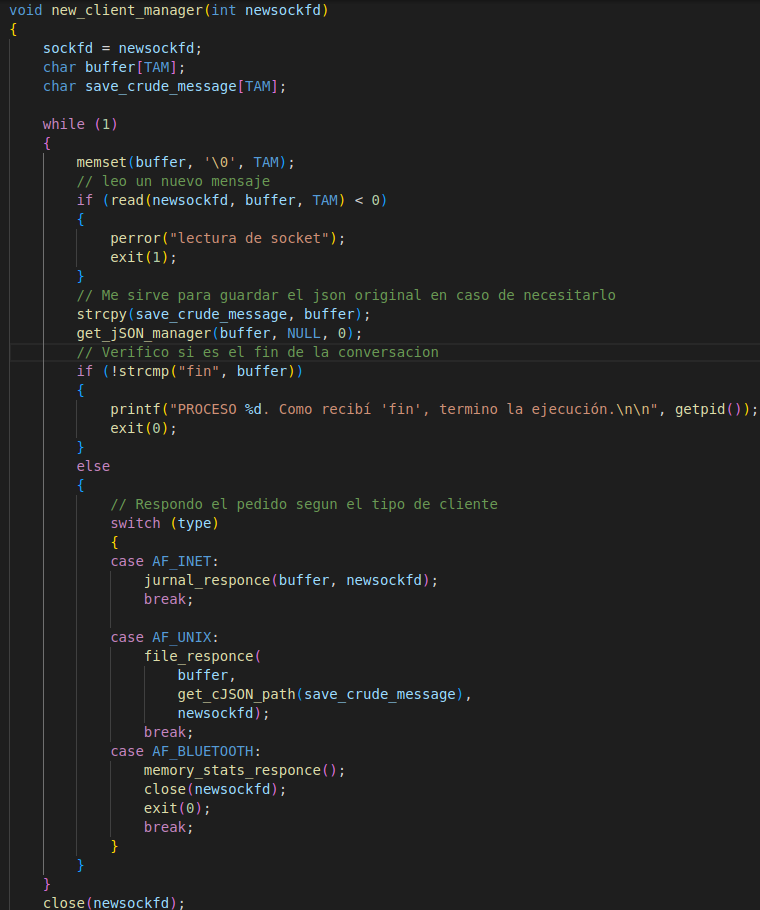 void new_client_manager(int newsockfd)
{
    sockfd = newsockfd;
    char buffer[TAM];
    char save_crude_message[TAM];

    while (1)
    {
        memset(buffer, '\0', TAM);
        // leo un nuevo mensaje
        if (read(newsockfd, buffer, TAM) < 0)
        {
            perror("lectura de socket");
            exit(1);
        }
        // Me sirve para guardar el json original en caso de necesitarlo
        strcpy(save_crude_message, buffer);
        get_jSON_manager(buffer, NULL, 0);
        // Verifico si es el fin de la conversacion
        if (!strcmp("fin", buffer))
        {
            printf("PROCESO %d. Como recibí 'fin', termino la ejecución.\n\n", getpid());
            exit(0);
        }
        else
        {
            // Respondo el pedido segun el tipo de cliente
            switch (type)
            {
            case AF_INET:
                jurnal_responce(buffer, newsockfd);
                break;

            case AF_UNIX:
                file_responce(
                    buffer,
                    get_cJSON_path(save_crude_message),
                    newsockfd);
                break;
            case AF_BLUETOOTH:
                memory_stats_responce();
                close(newsockfd);
                exit(0);
                break;
            }
        }
    }
    close(newsockfd);